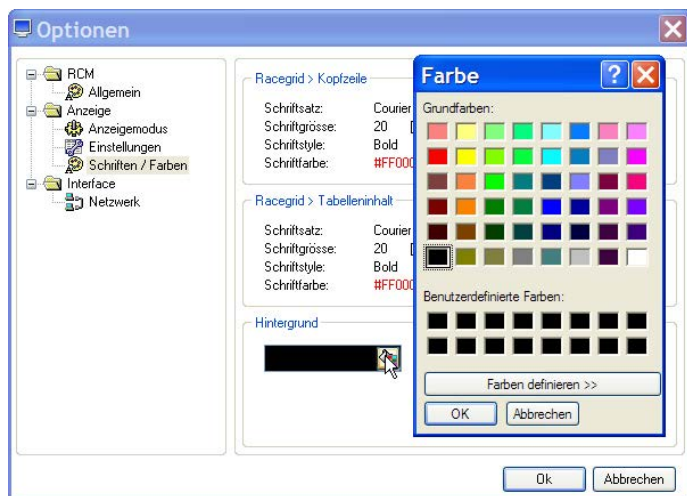 Optionen
RCM
Allgemein
Anzeige
Anzeigemodus
Einstellungen
Schriften / Farben
Interface
Netzwerk
Racegrid > Kopfzeile
Schriftsatz: Courier
Schriftgrösse: 20
Schriftstyle: Bold
Schriftfarbe: #FF000
Racegrid > Tabelleninhalt
Schriftsatz: Courier
Schriftgrösse: 20
Schriftstyle: Bold
Schriftfarbe: #FF000
Hintergrund
Farbe
Grundfarben:
Benutzerdefinierte Farben:
Farben definieren >>
OK Abbrechen
Ok Abbrechen